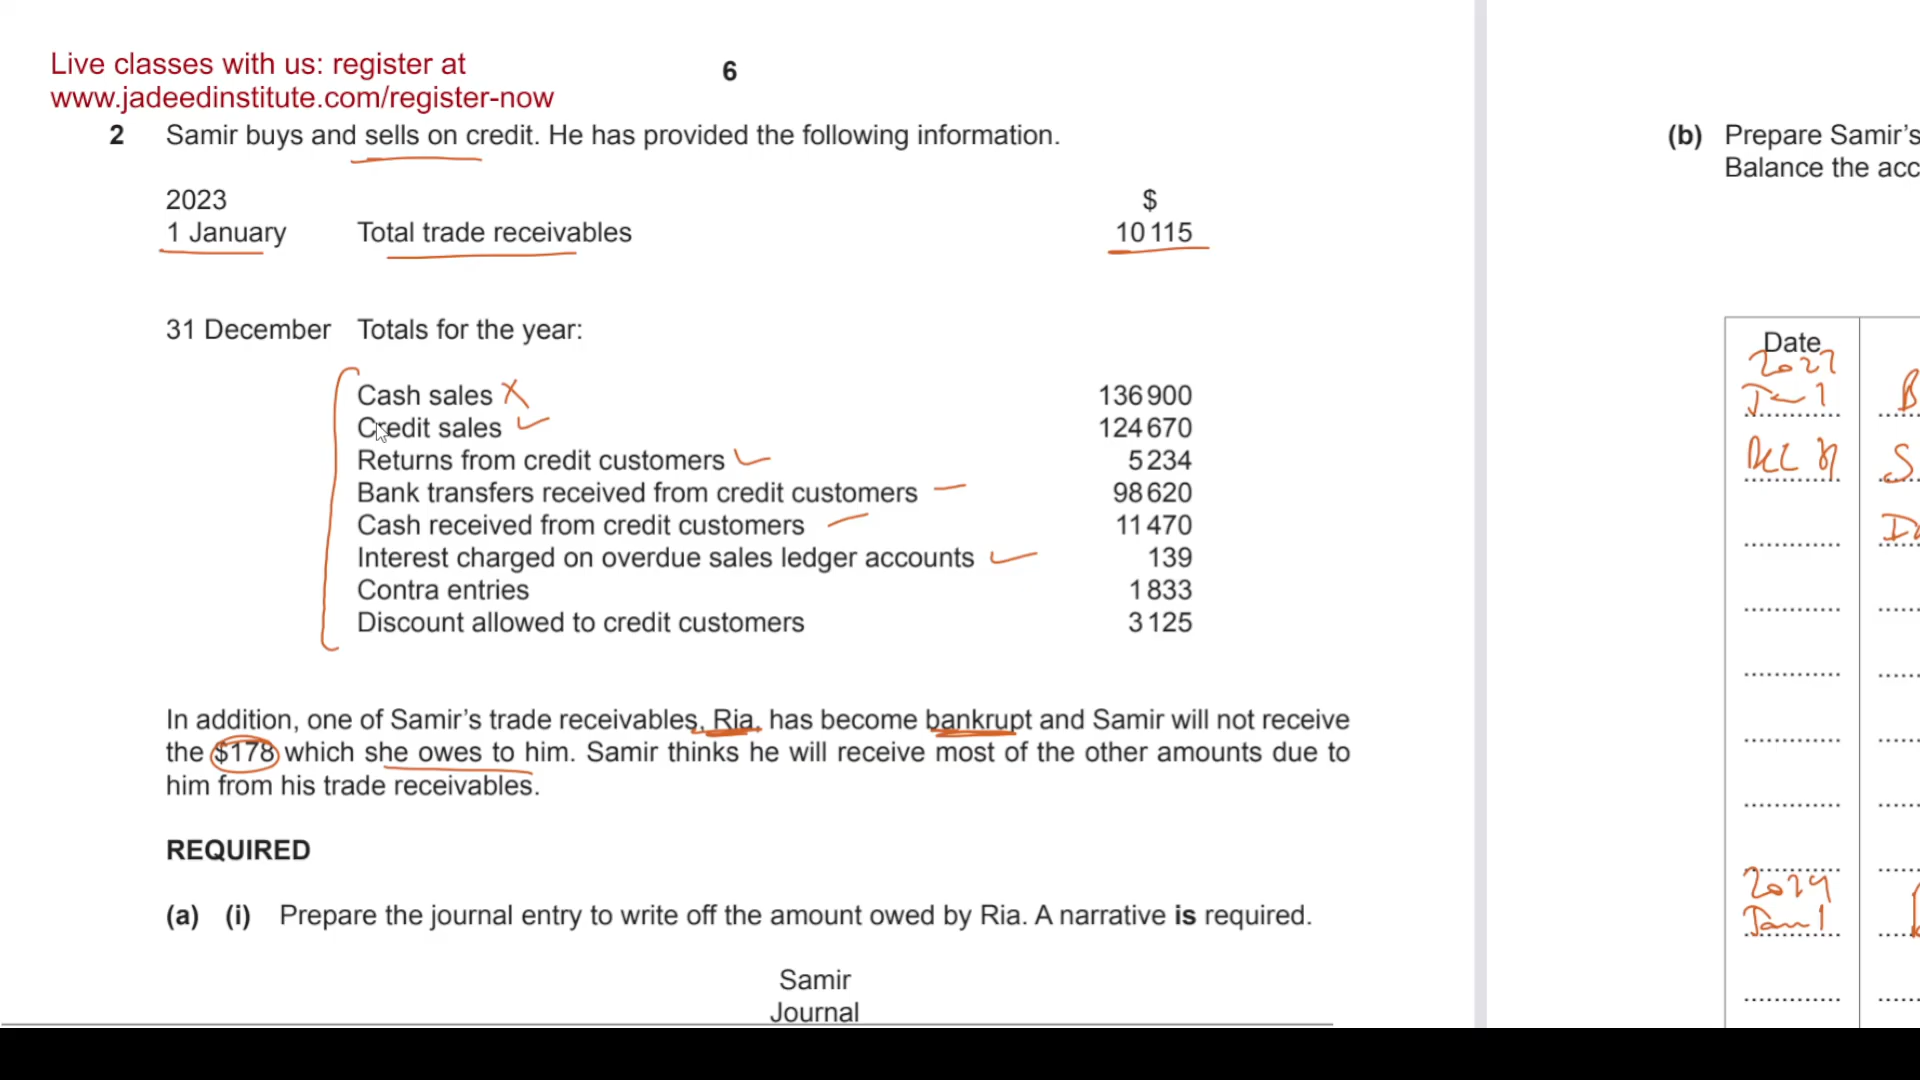 Live classes with us: register at
www.jadeedinstitute.com/register-now
6
2 Samir buys and sells on credit. He has provided the following information.
2023 $
1 January Total trade receivables 10 115
31 December Totals for the year:
Cash sales 136 900
Credit sales 124 670
Returns from credit customers 5 234
Bank transfers received from credit customers 98 620
Cash received from credit customers 11 470
Interest charged on overdue sales ledger accounts 139
Contra entries 1 833
Discount allowed to credit customers 3 125
In addition, one of Samir's trade receivables, Ria, has become bankrupt and Samir will not receive
the $178 which she owes to him. Samir thinks he will receive most of the other amounts due to
him from his trade receivables.
REQUIRED
(a) (i) Prepare the journal entry to write off the amount owed by Ria. A narrative is required.
Samir
Journal
(b) Prepare Samir's
Balance the acc
Date
Jan 1
B
S
2024
Jan 1